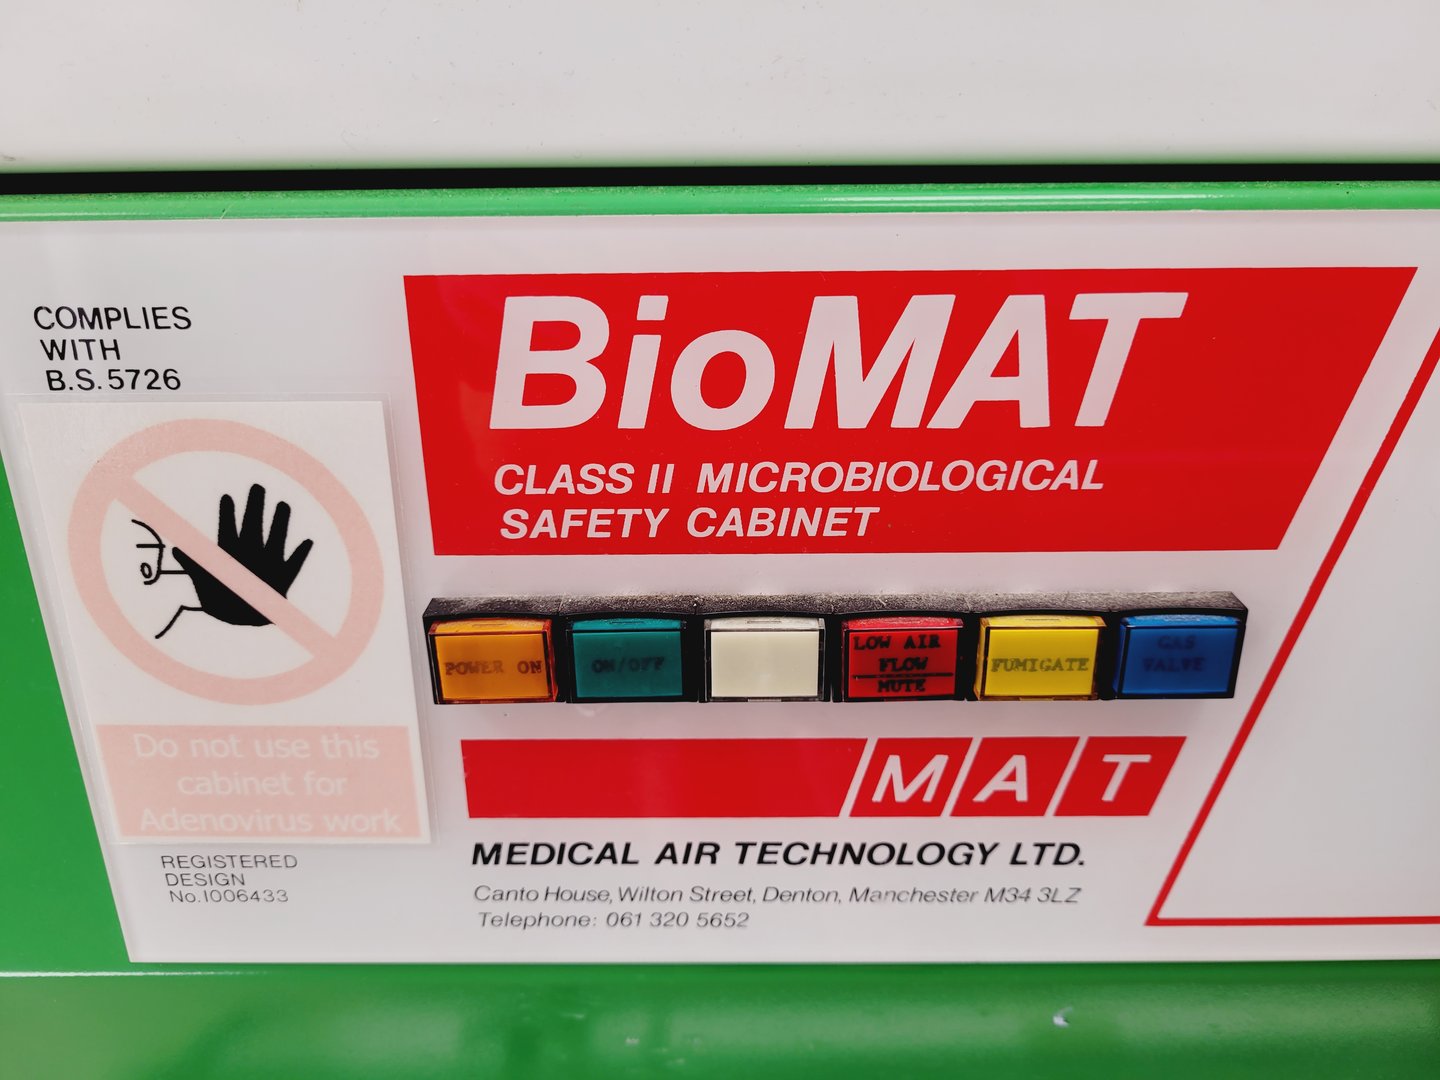 COMPLIES
WITH
B.S. 5726
Do not use this
cabinet for
Adenovirus work
REGISTERED
DESIGN
No. 1006433
BioMAT
CLASS II MICROBIOLOGICAL
SAFETY CABINET
POWER ON
ON/OFF
LOW AIR
FLOW
MUTE
FUMIGATE
GAS
VALVE
MAT
MEDICAL AIR TECHNOLOGY LTD.
Canto House, Wilton Street, Denton, Manchester M34 3LZ
Telephone: 061 320 5652